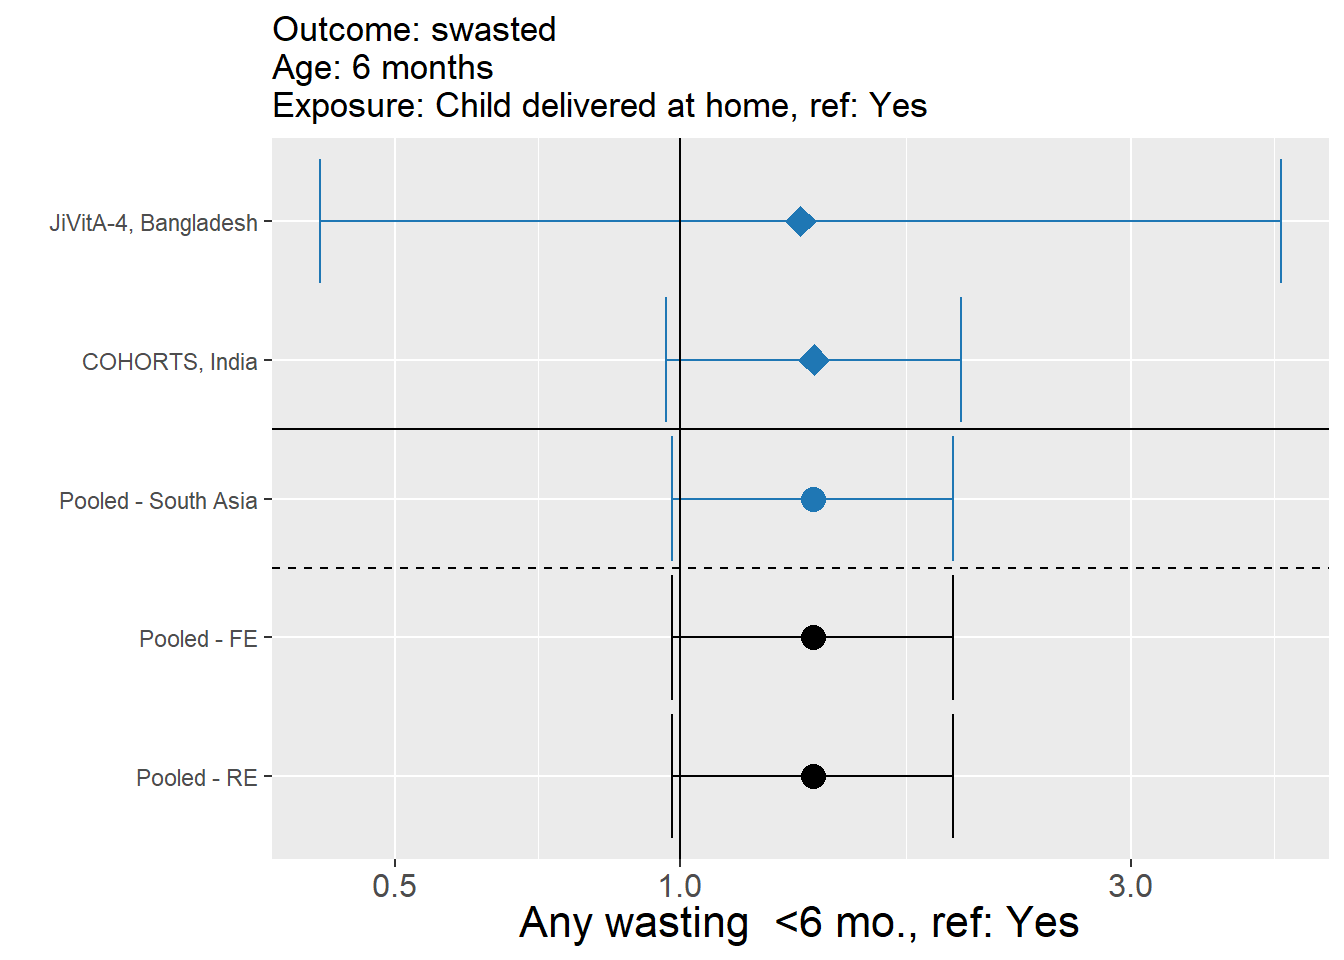 Outcome: swasted
Age: 6 months
Exposure: Child delivered at home, ref: Yes
JiVitA-4, Bangladesh
COHORTS, India
Pooled - South Asia
Pooled - FE
Pooled - RE
0.5 1.0 3.0
Any wasting  <6 mo., ref: Yes